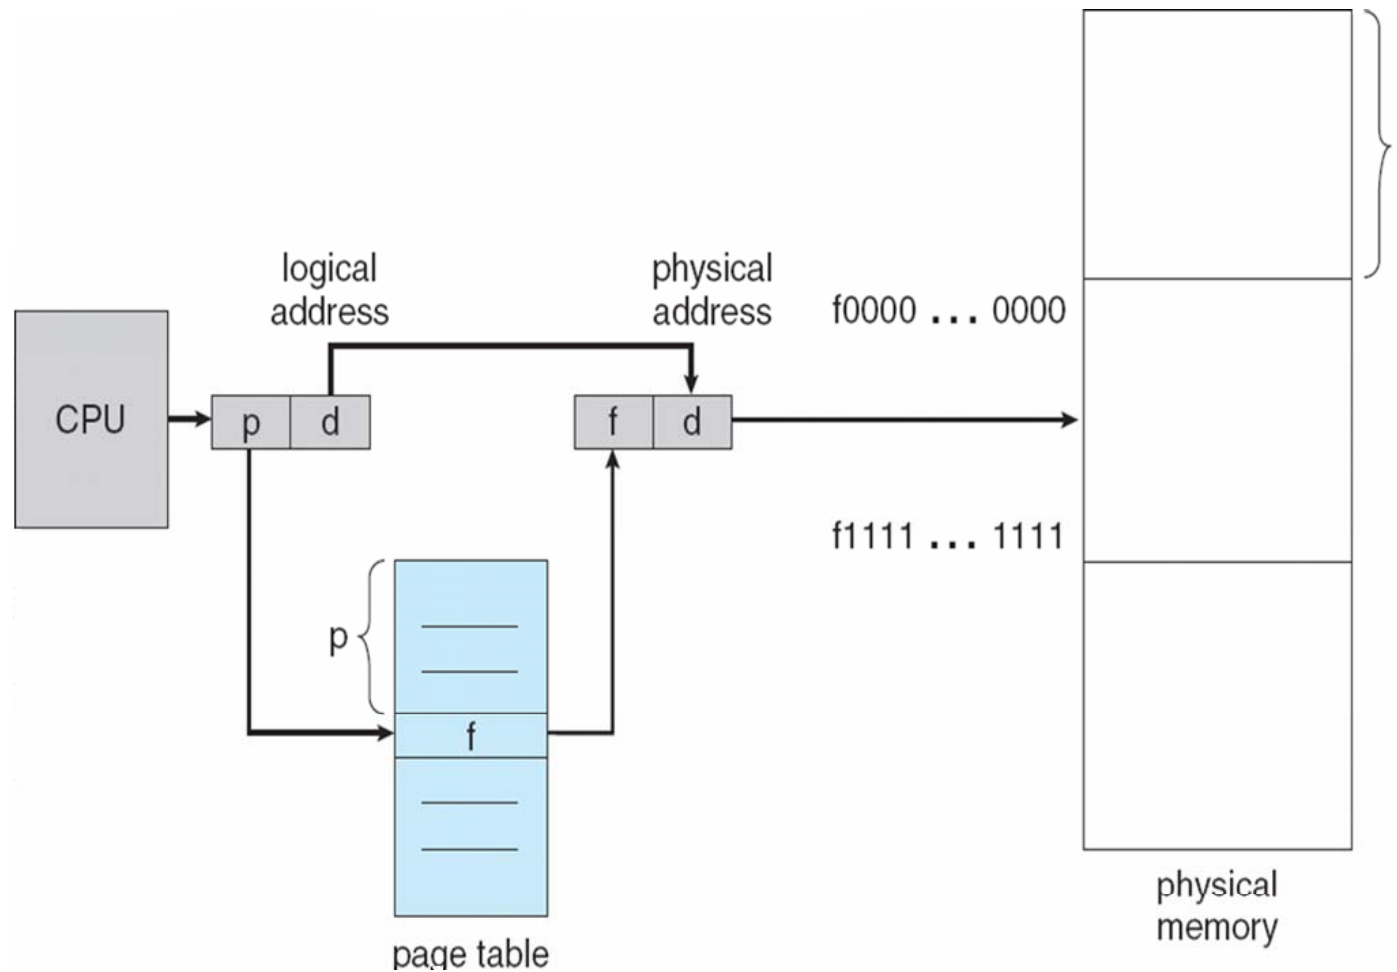 logical
address
physical
address
f0000 ... 0000
CPU
p d
f d
f1111 ... 1111
p
f
physical
memory
page table